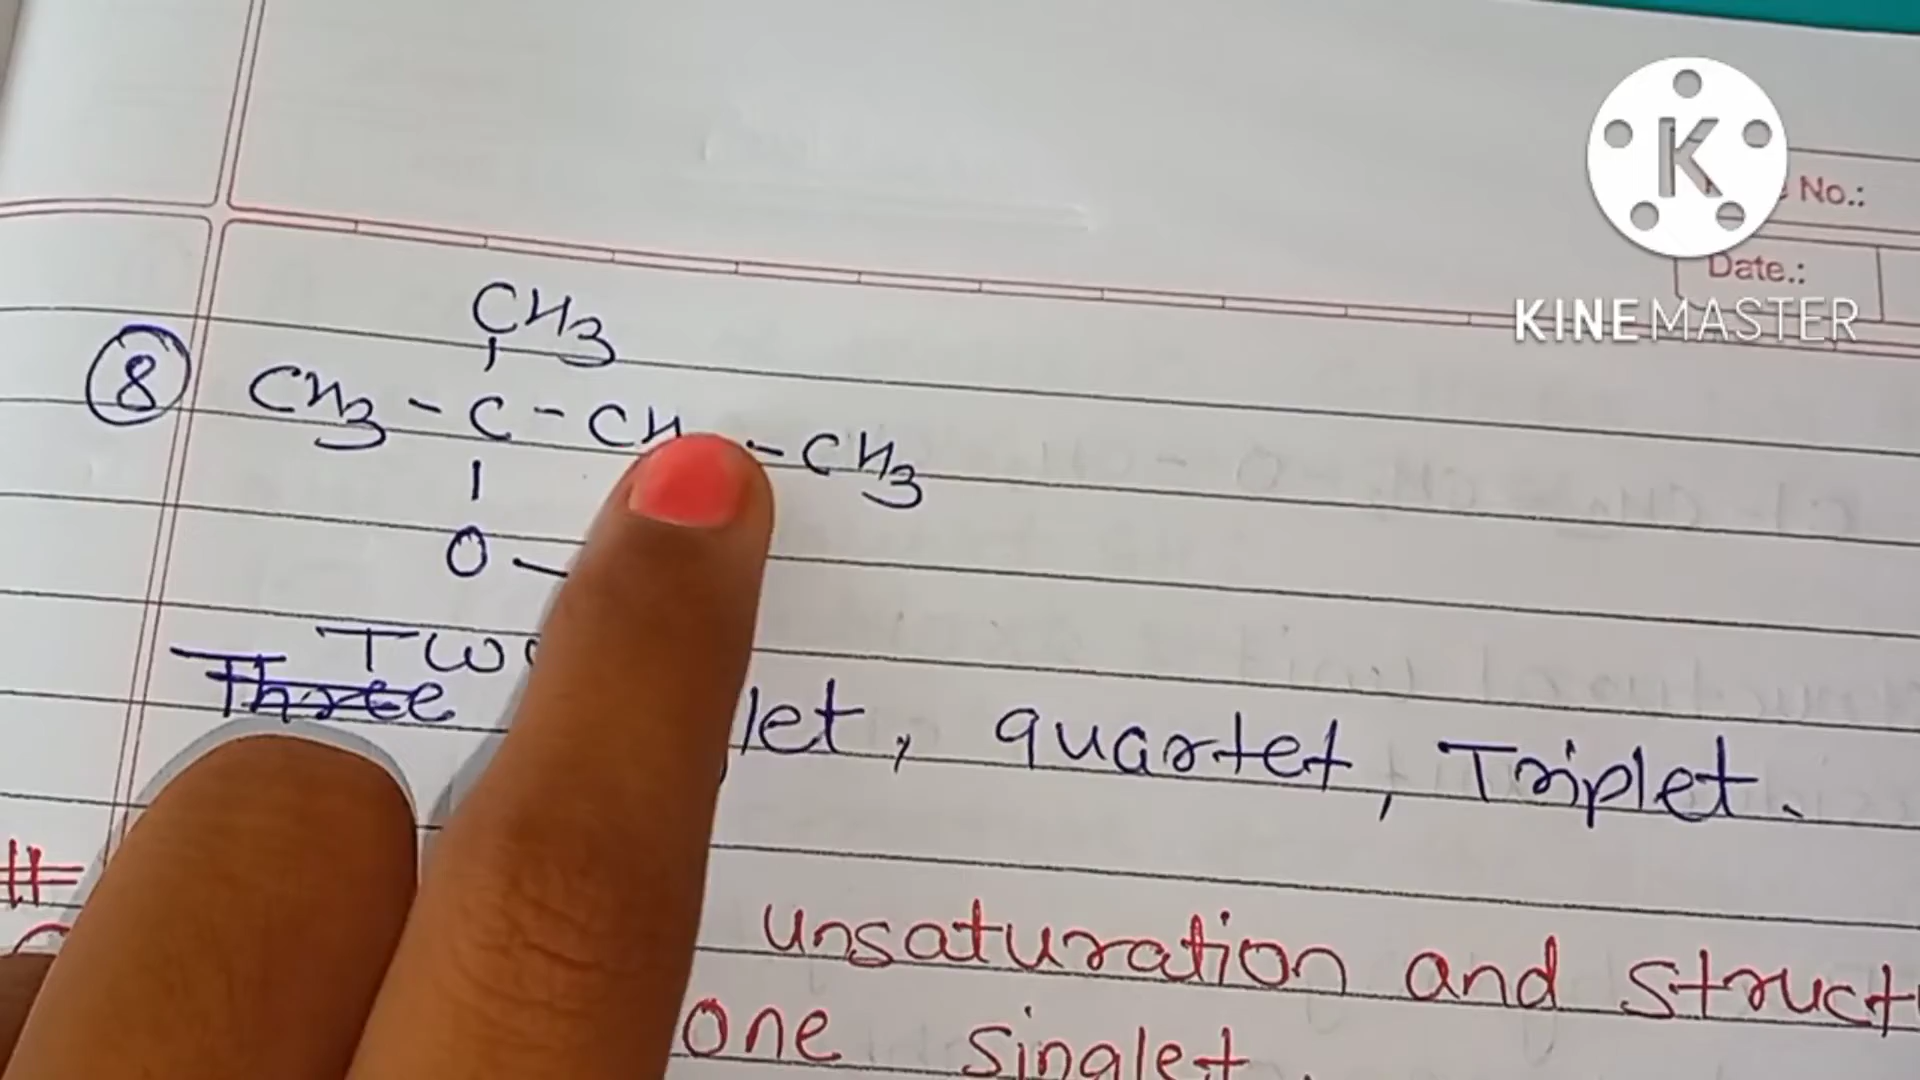 No.:
Date.:
KINEMASTER
CH3
8 CH3 - C - CH - CH3
O -
Two
Three let, quartet, Triplet.
# unsaturation and struct
one singlet.